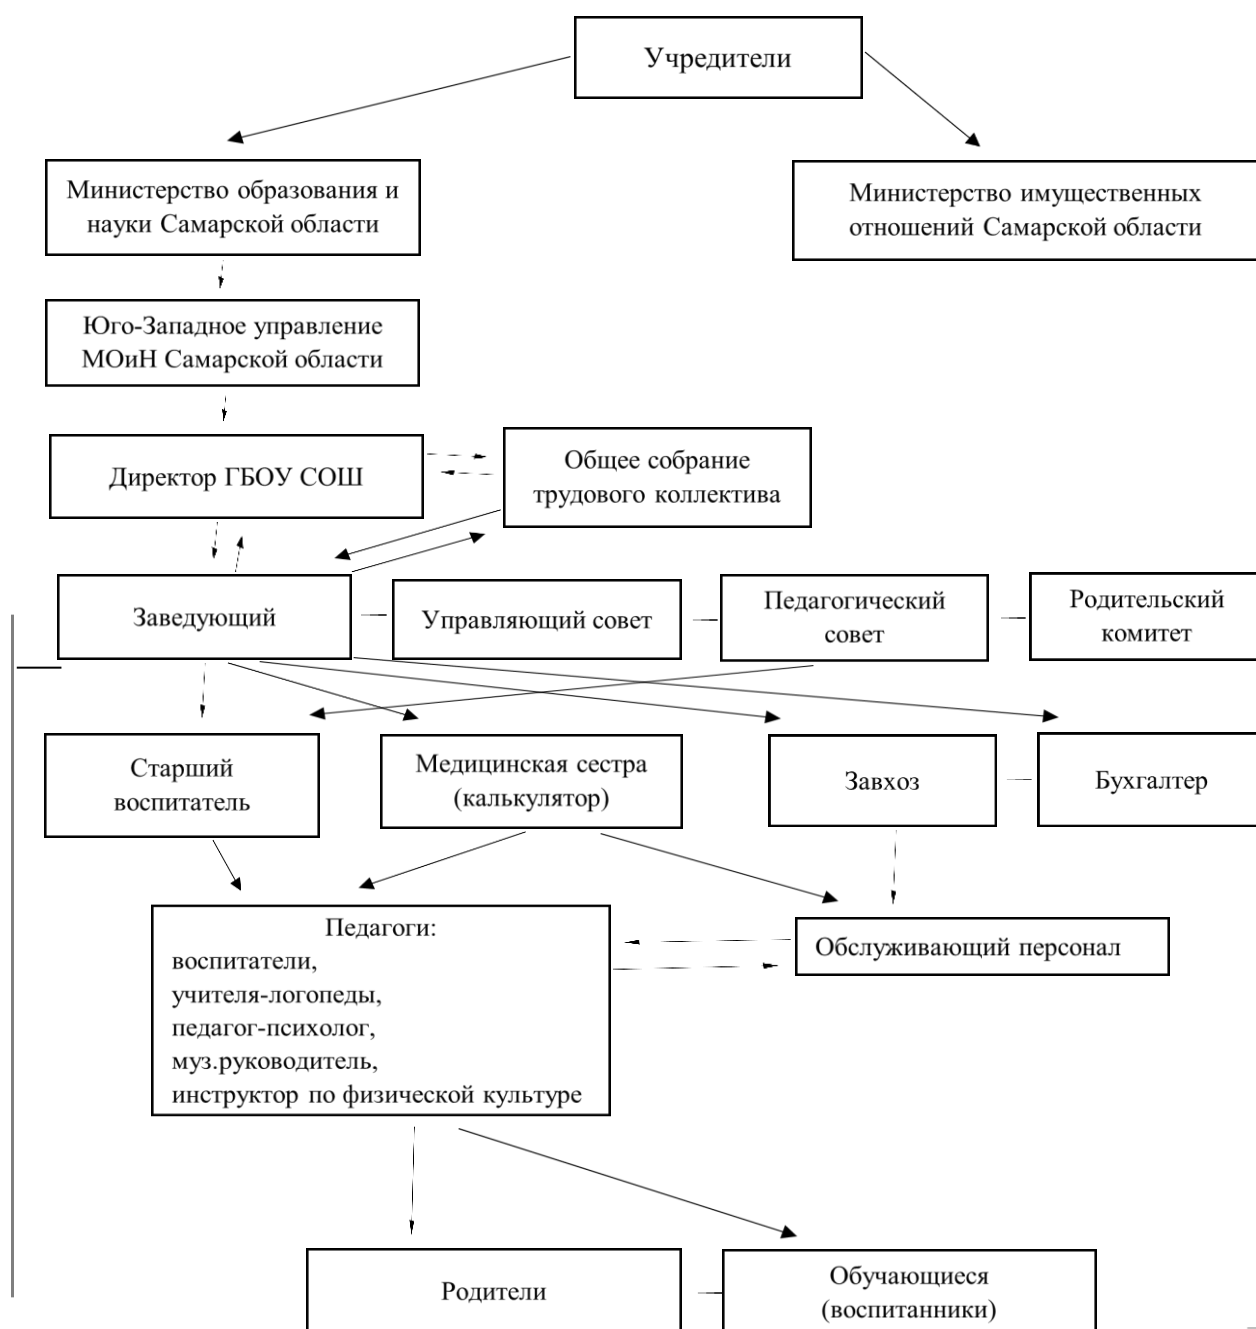 Учредители
Министерство образования и
науки Самарской области
Министерство имущественных
отношений Самарской области
Юго-Западное управление
МОиН Самарской области
Директор ГБОУ СОШ
Общее собрание
трудового коллектива
Заведующий
Управляющий совет
Педагогический
совет
Родительский
комитет
Старший
воспитатель
Медицинская сестра
(калькулятор)
Завхоз
Бухгалтер
Педагоги:
воспитатели,
учителя-логопеды,
педагог-психолог,
муз.руководитель,
инструктор по физической культуре
Обслуживающий персонал
Родители
Обучающиеся
(воспитанники)